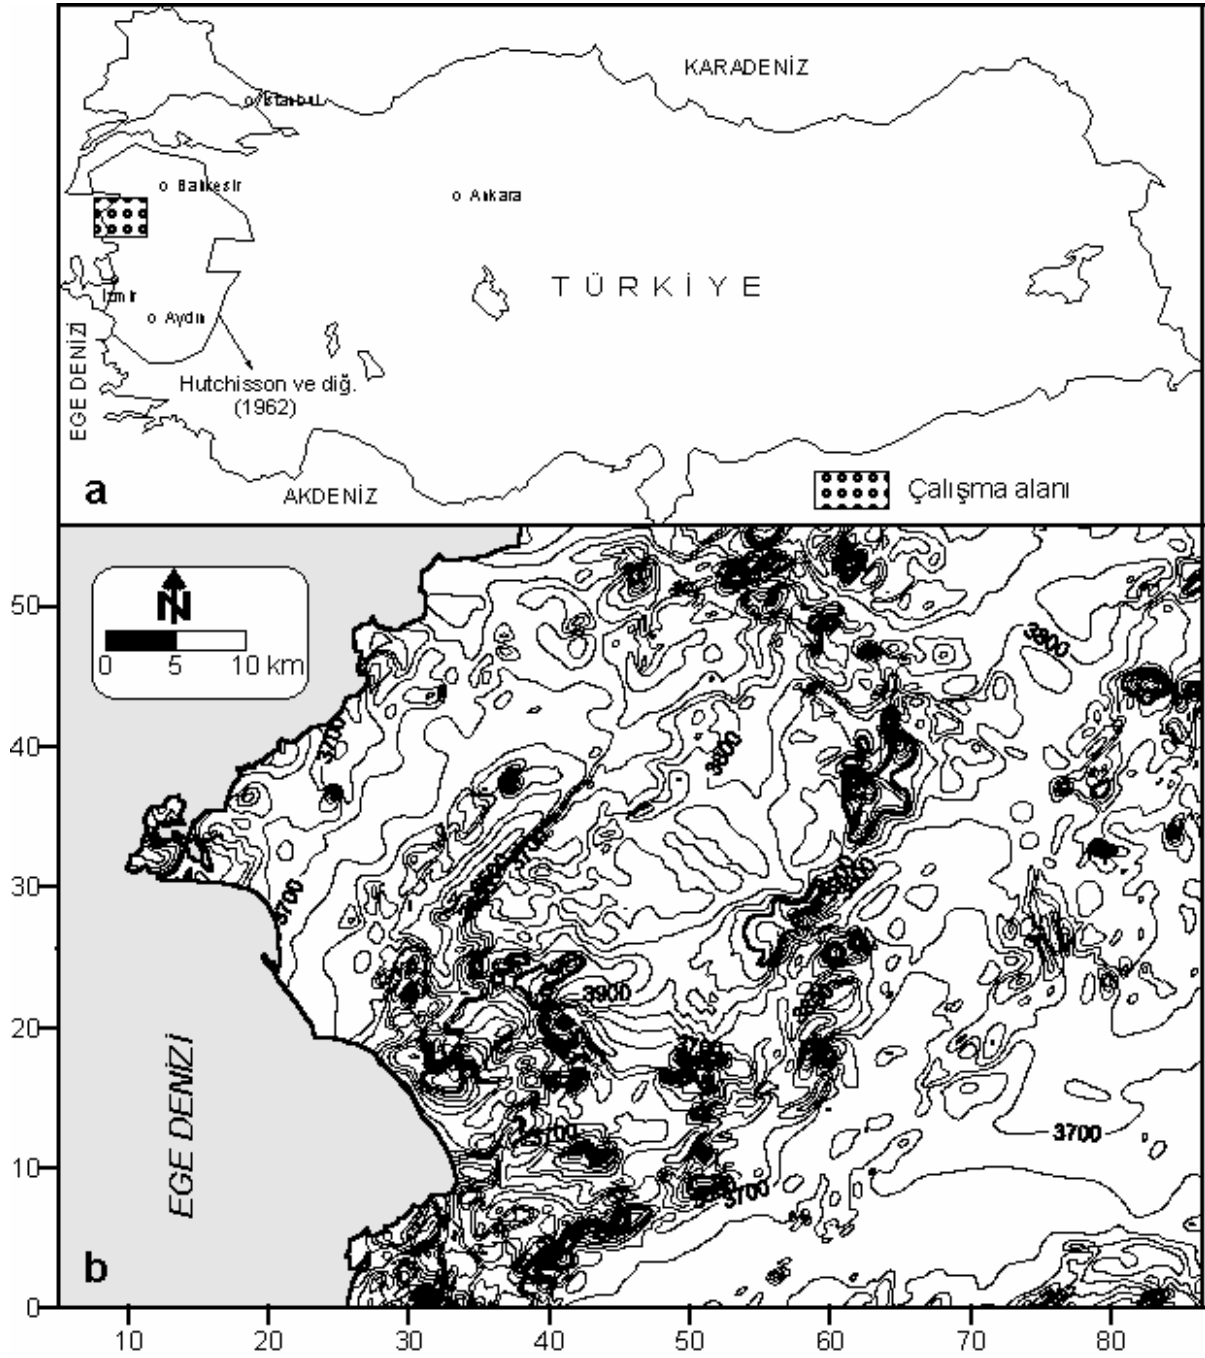 KARADENİZ
İstanbul
Balıkesir
Ankara
TÜRKİYE
İzmir
Aydın
EGE DENİZİ
Hutchisson ve diğ.
(1962)
AKDENİZ
a
Çalışma alanı
N
0 5 10 km
50
40
30
20
10
0
3800
3700
3800
3700
3700
3900
3700
3700
3700
3700
EGE DENİZİ
b
10 20 30 40 50 60 70 80